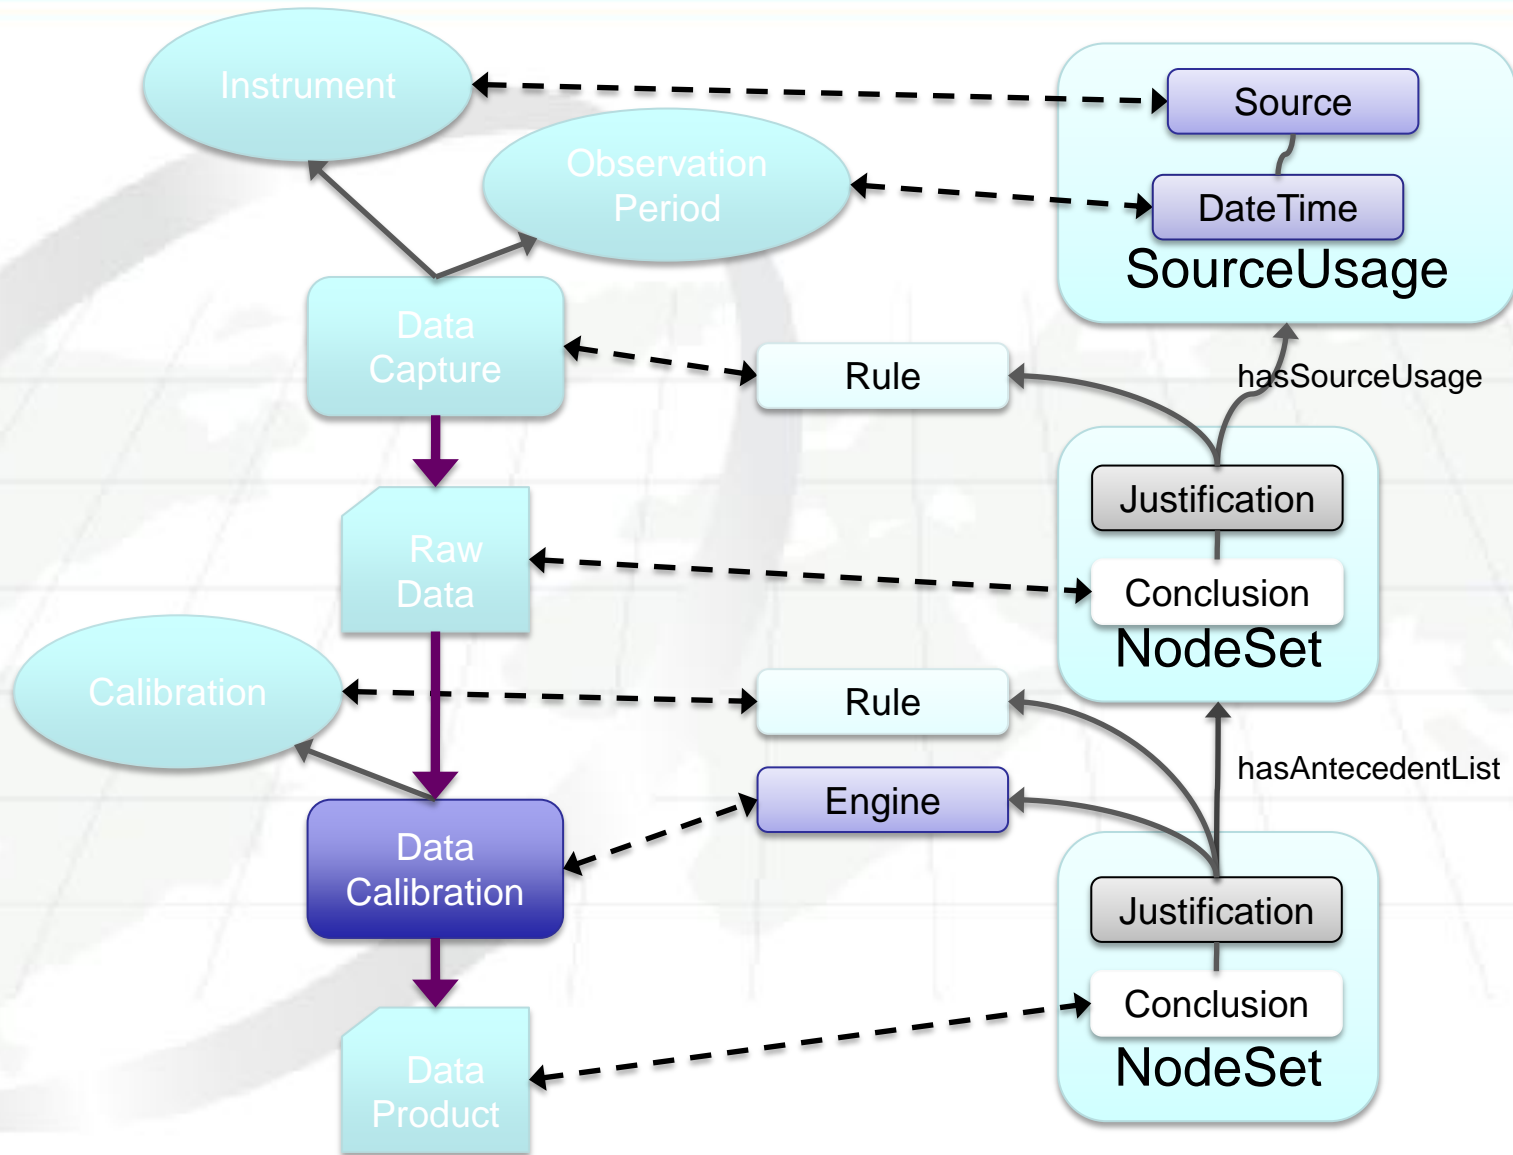 Instrument
Source
Observation
Period
DateTime
SourceUsage
Data
Capture
Rule
hasSourceUsage
Justification
Raw
Data
Conclusion
NodeSet
Calibration
Rule
hasAntecedentList
Engine
Data
Calibration
Justification
Conclusion
NodeSet
Data
Product